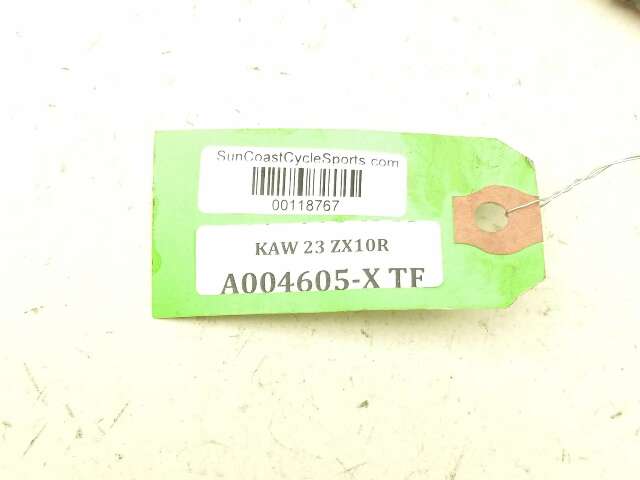 SunCoastCycleSports.com
00118767
KAW 23 ZX10R
A004605-X TF